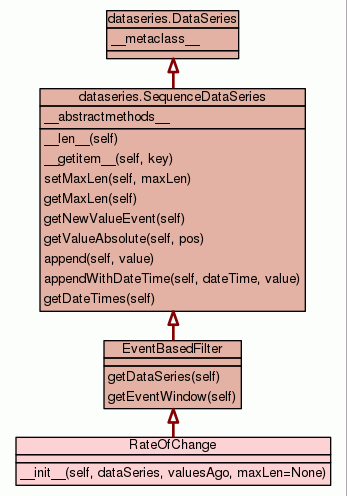 dataseries.DataSeries
__metaclass__
dataseries.SequenceDataSeries
__abstractmethods__
__len__(self)
__getitem__(self, key)
setMaxLen(self, maxLen)
getMaxLen(self)
getNewValueEvent(self)
getValueAbsolute(self, pos)
append(self, value)
appendWithDateTime(self, dateTime, value)
getDateTimes(self)
EventBasedFilter
getDataSeries(self)
getEventWindow(self)
RateOfChange
__init__(self, dataSeries, valuesAgo, maxLen=None)